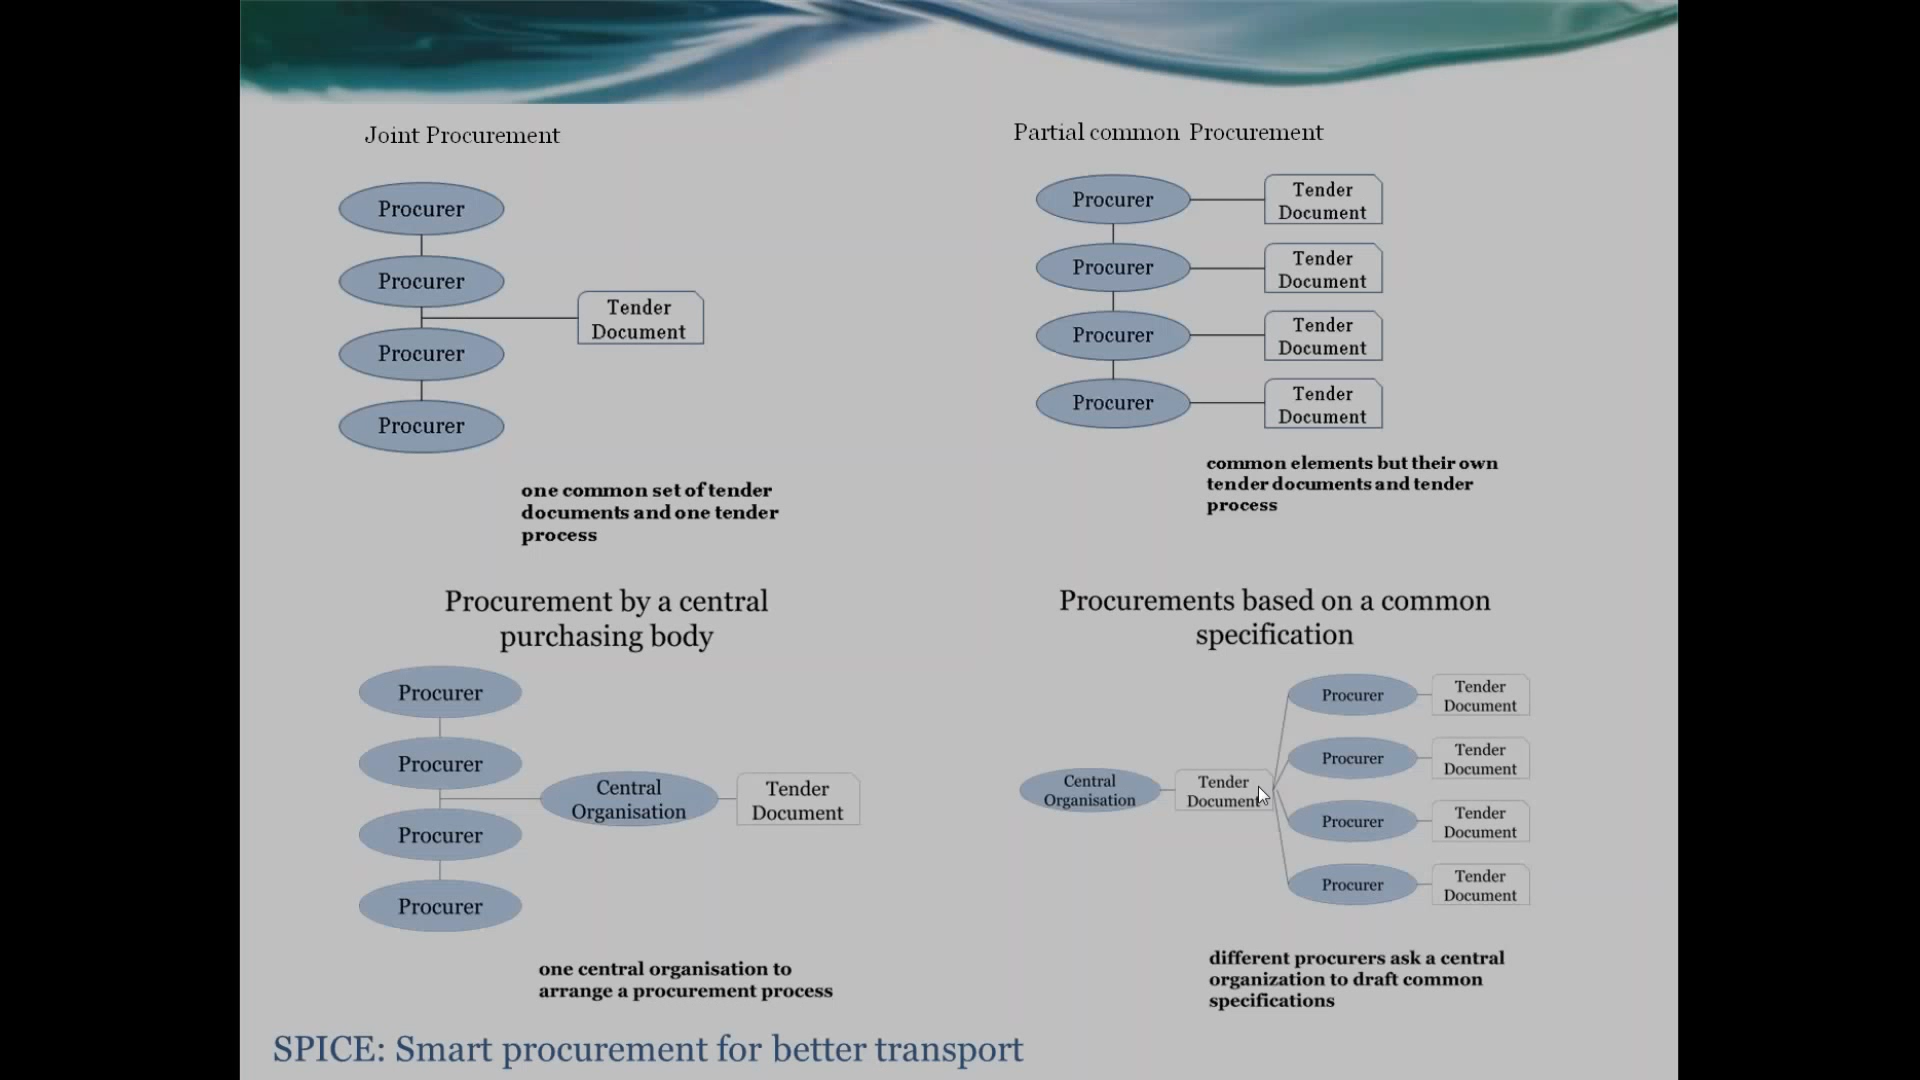 Joint Procurement
Procurer
Procurer
Procurer
Procurer
Tender
Document
one common set of tender
documents and one tender
process
Partial common Procurement
Procurer
Tender
Document
Procurer
Tender
Document
Procurer
Tender
Document
Procurer
Tender
Document
common elements but their own
tender documents and tender
process
Procurement by a central
purchasing body
Procurer
Procurer
Procurer
Procurer
Central
Organisation
Tender
Document
one central organisation to
arrange a procurement process
Procurements based on a common
specification
Central
Organisation
Tender
Document
Procurer
Tender
Document
Procurer
Tender
Document
Procurer
Tender
Document
Procurer
Tender
Document
different procurers ask a central
organization to draft common
specifications
SPICE: Smart procurement for better transport